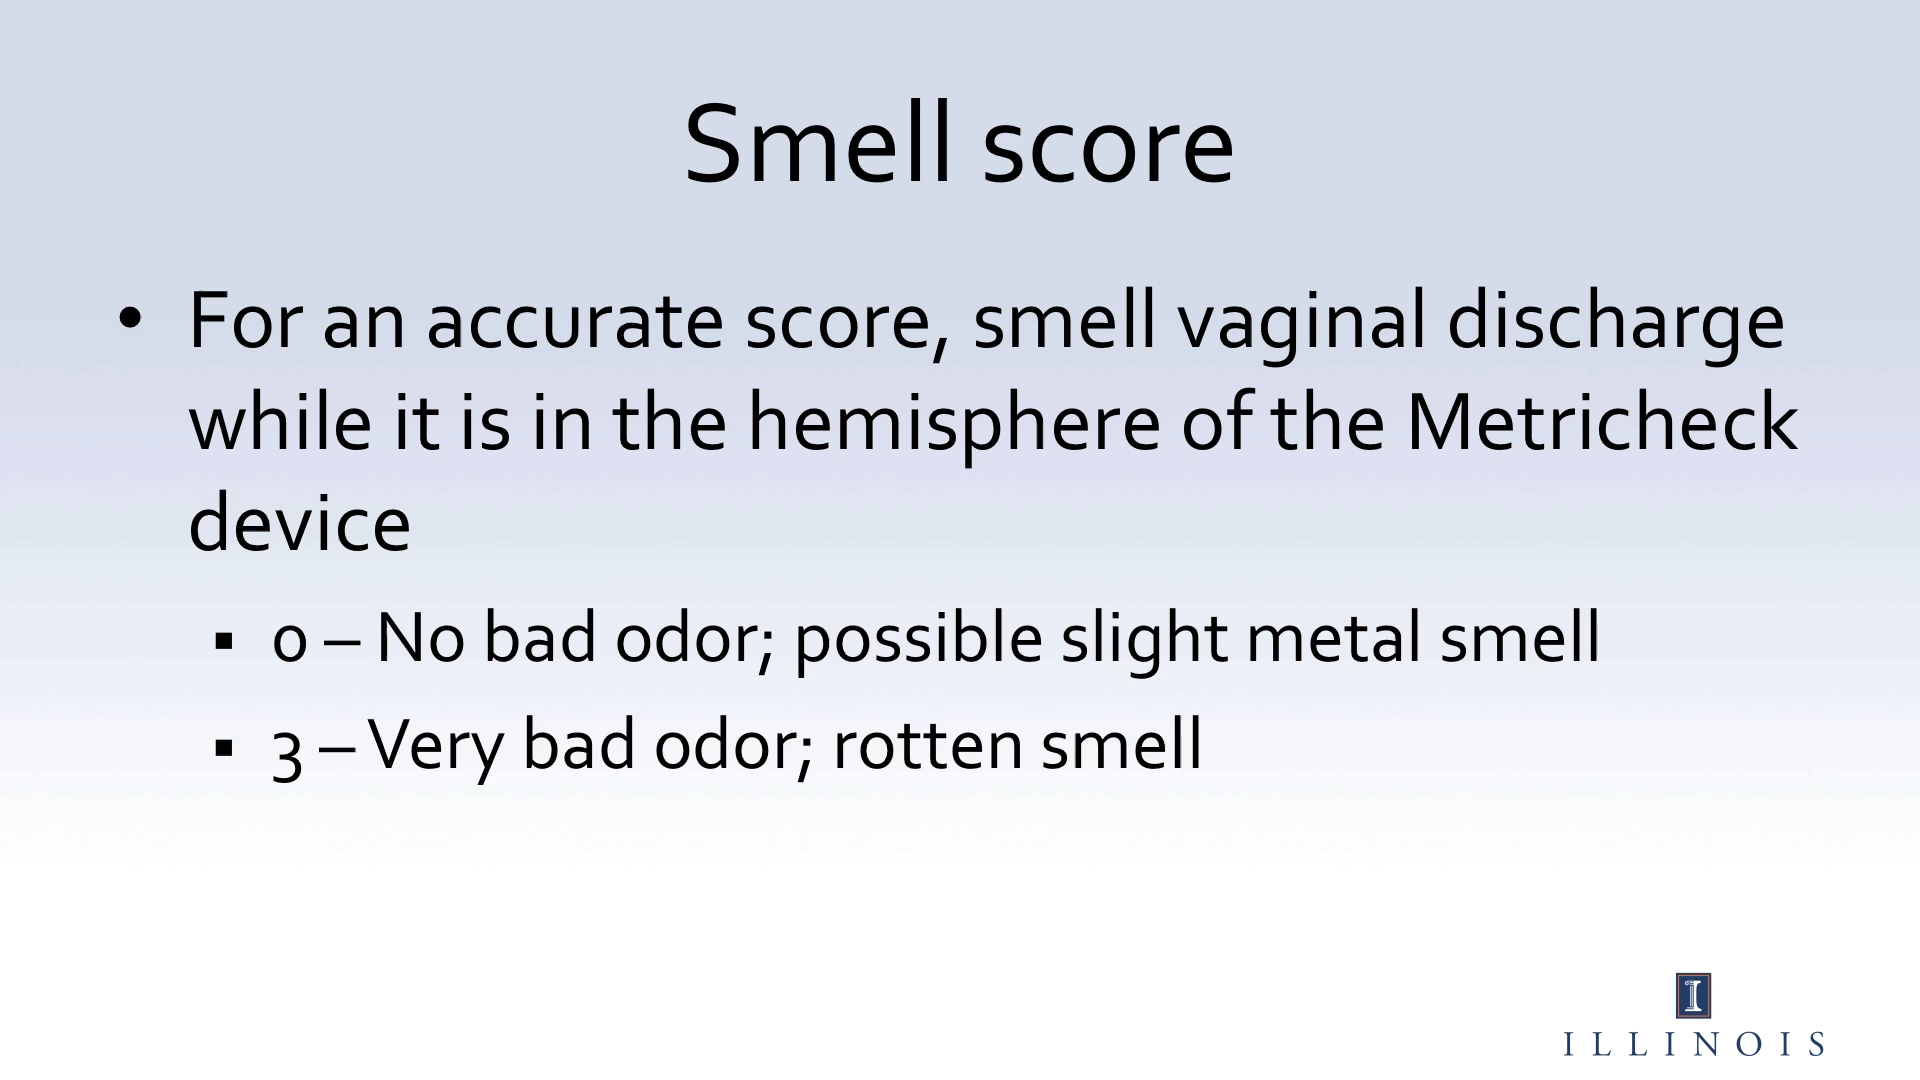 Smell score
• For an accurate score, smell vaginal discharge
while it is in the hemisphere of the Metricheck
device
▪ 0 – No bad odor; possible slight metal smell
▪ 3 – Very bad odor; rotten smell
I
ILLINOIS